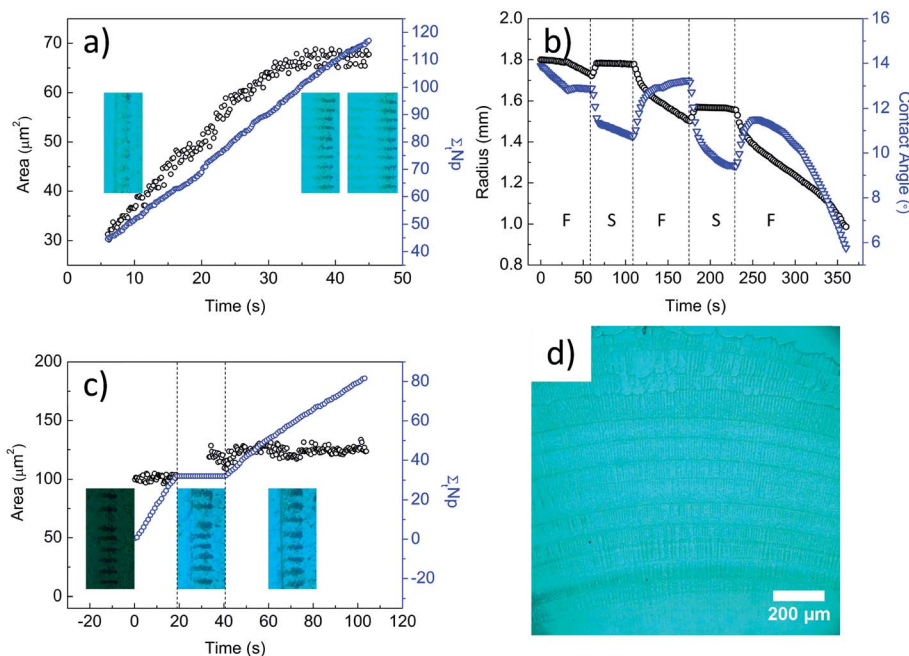 a)
Area (µm²)
70
60
50
40
30
0 10 20 30 40 50
Time (s)
120
110
100
90
80
70
60
50
40
ΣₜNp
b)
Radius (mm)
2.0
1.8
1.6
1.4
1.2
1.0
0.8
F S F S F
0 50 100 150 200 250 300 350
Time (s)
16
14
12
10
8
6
Contact Angle (°)
c)
Area (µm²)
200
150
100
50
0
-20 0 20 40 60 80 100 120
Time (s)
80
60
40
20
0
-20
ΣₜNp
d)
200 µm